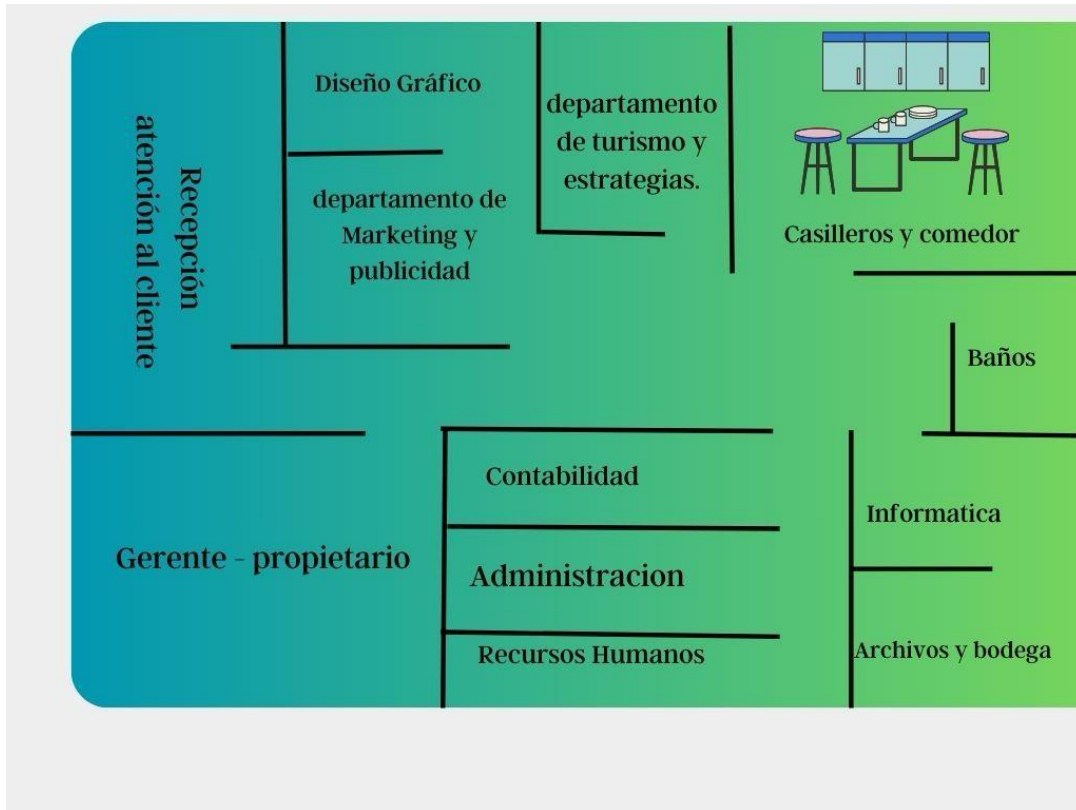 Recepción
atención al cliente
Diseño Gráfico
departamento de
Marketing y
publicidad
departamento
de turismo y
estrategias.
Casilleros y comedor
Baños
Gerente - propietario
Contabilidad
Administracion
Recursos Humanos
Informatica
Archivos y bodega